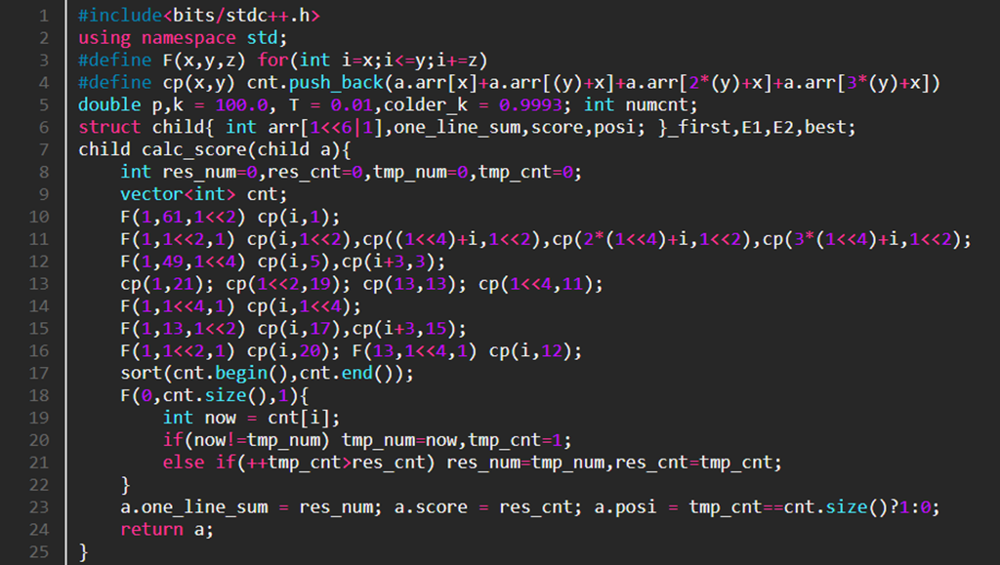 1 #include<bits/stdc++.h>
2 using namespace std;
3 #define F(x,y,z) for(int i=x;i<=y;i+=z)
4 #define cp(x,y) cnt.push_back(a.arr[x]+a.arr[(y)+x]+a.arr[2*(y)+x]+a.arr[3*(y)+x])
5 double p,k = 100.0, T = 0.01,colder_k = 0.9993; int numcnt;
6 struct child{ int arr[1<<6|1],one_line_sum,score,posi; }_first,E1,E2,best;
7 child calc_score(child a){
8     int res_num=0,res_cnt=0,tmp_num=0,tmp_cnt=0;
9     vector<int> cnt;
10     F(1,61,1<<2) cp(i,1);
11     F(1,1<<2,1) cp(i,1<<2),cp((1<<4)+i,1<<2),cp(2*(1<<4)+i,1<<2),cp(3*(1<<4)+i,1<<2);
12     F(1,49,1<<4) cp(i,5),cp(i+3,3);
13     cp(1,21); cp(1<<2,19); cp(13,13); cp(1<<4,11);
14     F(1,1<<4,1) cp(i,1<<4);
15     F(1,13,1<<2) cp(i,17),cp(i+3,15);
16     F(1,1<<2,1) cp(i,20); F(13,1<<4,1) cp(i,12);
17     sort(cnt.begin(),cnt.end());
18     F(0,cnt.size(),1){
19         int now = cnt[i];
20         if(now!=tmp_num) tmp_num=now,tmp_cnt=1;
21         else if(++tmp_cnt>res_cnt) res_num=tmp_num,res_cnt=tmp_cnt;
22     }
23     a.one_line_sum = res_num; a.score = res_cnt; a.posi = tmp_cnt==cnt.size()?1:0;
24     return a;
25 }